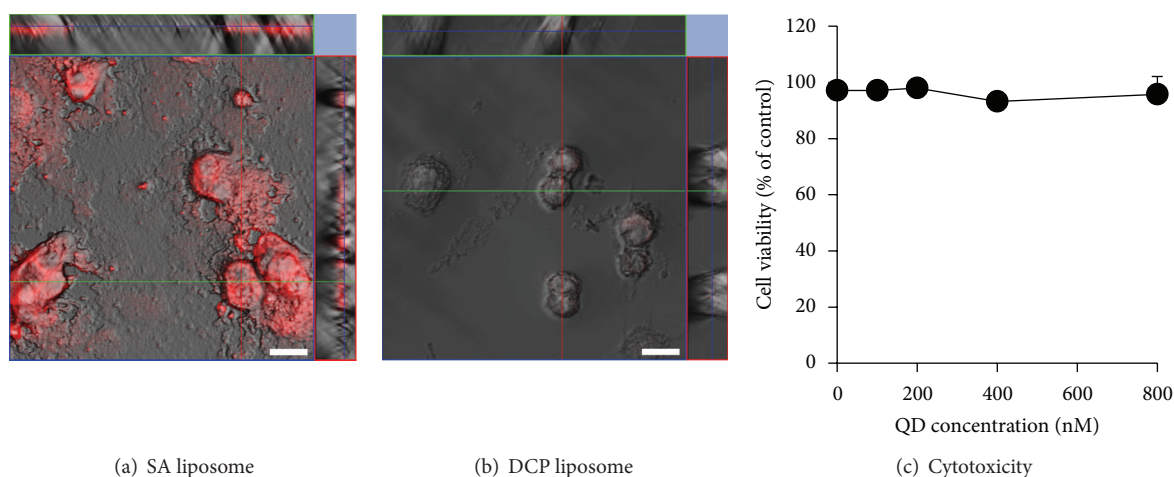 120
100
80
60
40
20
0
Cell viability (% of control)
0 200 400 600 800
QD concentration (nM)
(a) SA liposome
(b) DCP liposome
(c) Cytotoxicity